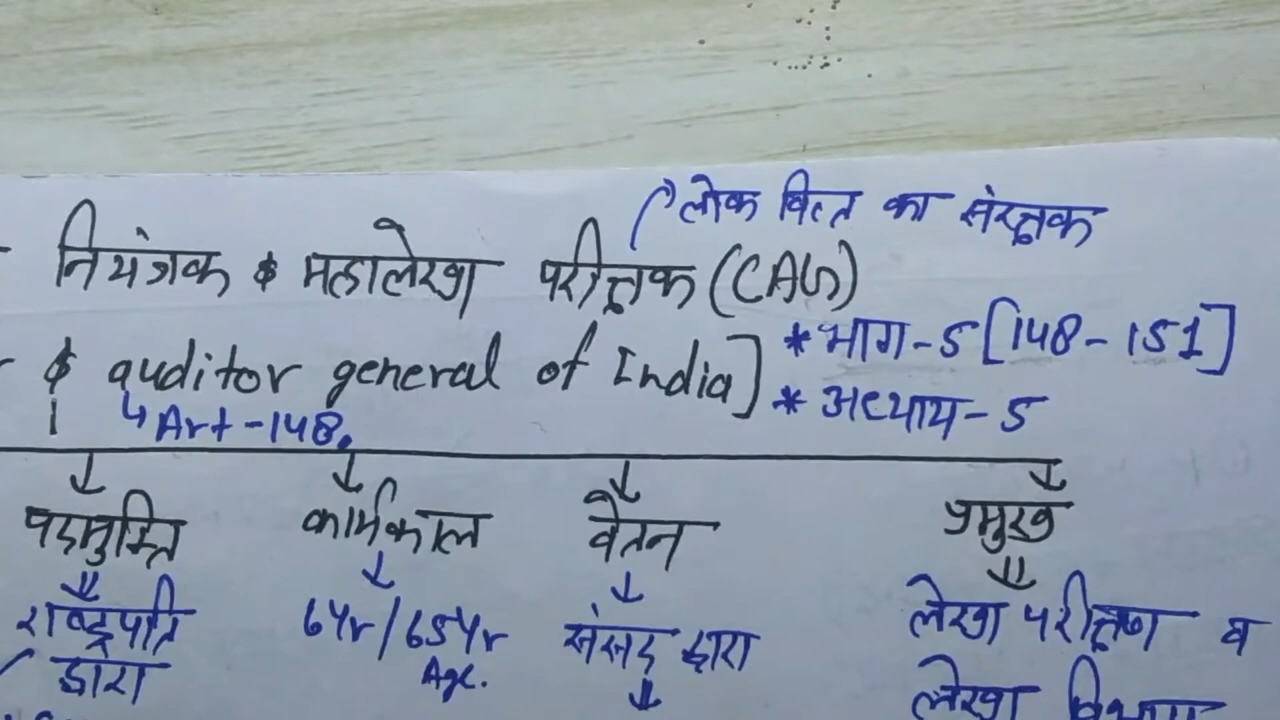 लोक वित्त का संरक्षक
नियंत्रक & महालेखा परीक्षक (CAG)
& auditor general of India]
* भाग-5 [148-151]
* अध्याय-5
Art-148.
पदमुक्ति कार्यकाल वेतन प्रमुख
राष्ट्रपति 6yr/65yr संसद द्वारा लेखा परीक्षण व
द्वारा Age. लेखा विभाग